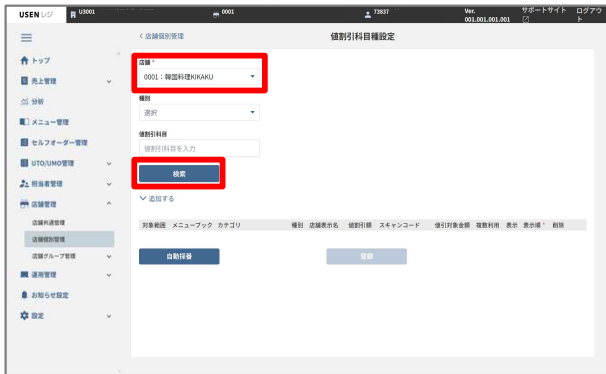 USEN レジ U3001 0001 73837 Ver. 001.001.001.001 サポートサイト ログアウト
トップ
売上管理
分析
メニュー管理
セルフオーダー管理
UTO/UMO管理
担当者管理
店舗管理
店舗共通管理
店舗個別管理
店舗グループ管理
運用管理
お知らせ設定
設定
< 店舗個別管理
値割引科目種設定
店舗 *
0001：韓国料理KIKAKU
種別
選択
値割引科目
値割引科目を入力
検索
追加する
対象範囲 メニューブック カテゴリ 種別 店舗表示名 値割引額 スキャンコード 値引対象金額 複数利用 表示 表示順 * 削除
自動採番
登録